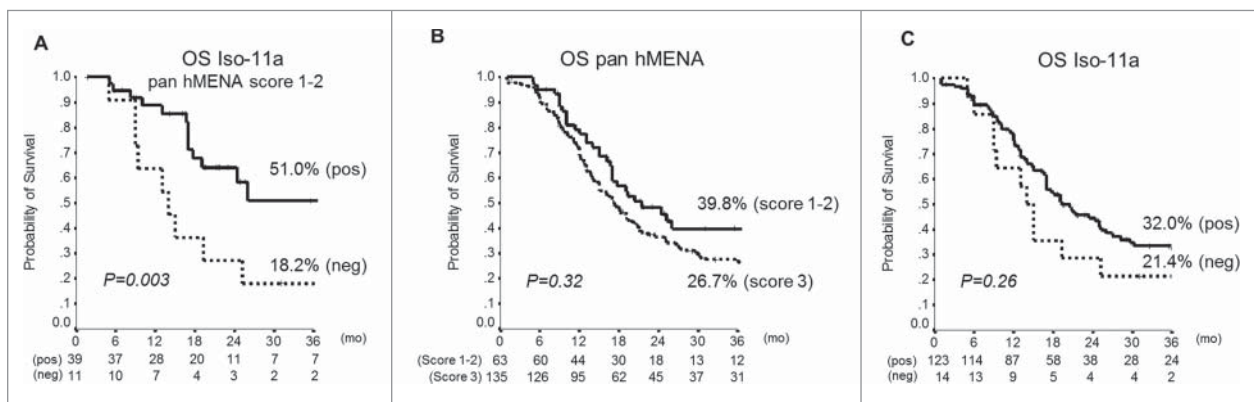 A
OS Iso-11a
pan hMENA score 1-2
Probability of Survival
1.0
.9
.8
.7
.6
.5
.4
.3
.2
.1
0.0
51.0% (pos)
18.2% (neg)
P=0.003
0 6 12 18 24 30 36 (mo)
(pos) 39 37 28 20 11 7 7
(neg) 11 10 7 4 3 2 2
B
OS pan hMENA
Probability of Survival
1.0
.9
.8
.7
.6
.5
.4
.3
.2
.1
0.0
39.8% (score 1-2)
26.7% (score 3)
P=0.32
0 6 12 18 24 30 36 (mo)
(Score 1-2) 63 60 44 30 18 13 12
(Score 3) 135 126 95 62 45 37 31
C
OS Iso-11a
Probability of Survival
1.0
.9
.8
.7
.6
.5
.4
.3
.2
.1
0.0
32.0% (pos)
21.4% (neg)
P=0.26
0 6 12 18 24 30 36 (mo)
(pos) 123 114 87 58 38 28 24
(neg) 14 13 9 5 4 4 2